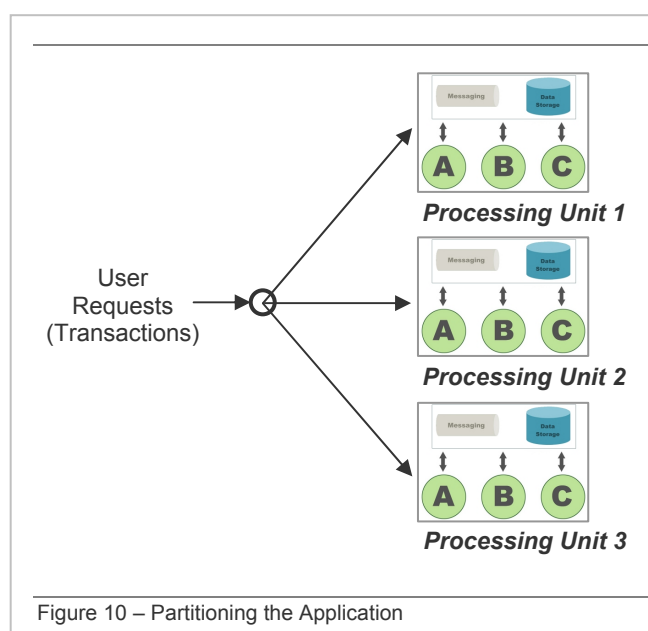 Messaging
Data
Storage
A B C
Processing Unit 1
User
Requests
(Transactions)
Messaging
Data
Storage
A B C
Processing Unit 2
Messaging
Data
Storage
A B C
Processing Unit 3
Figure 10 – Partitioning the Application